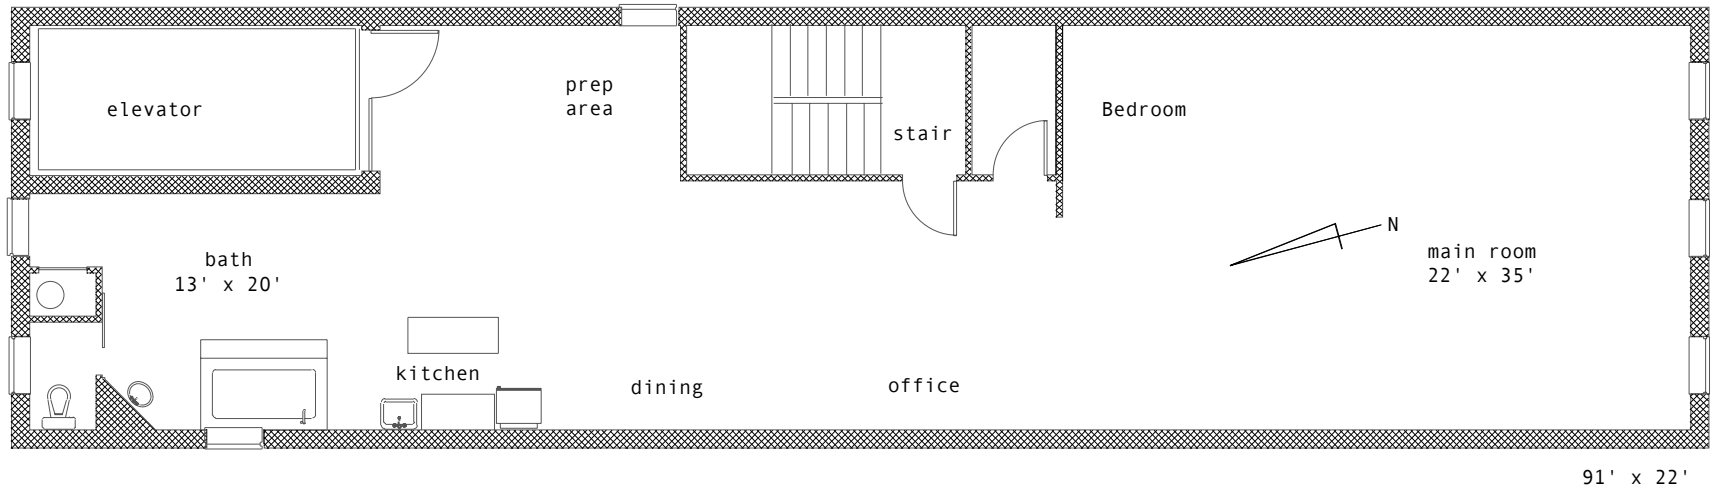 elevator
prep
area
stair
Bedroom
N
bath
13' x 20'
main room
22' x 35'
kitchen
dining
office
91' x 22'